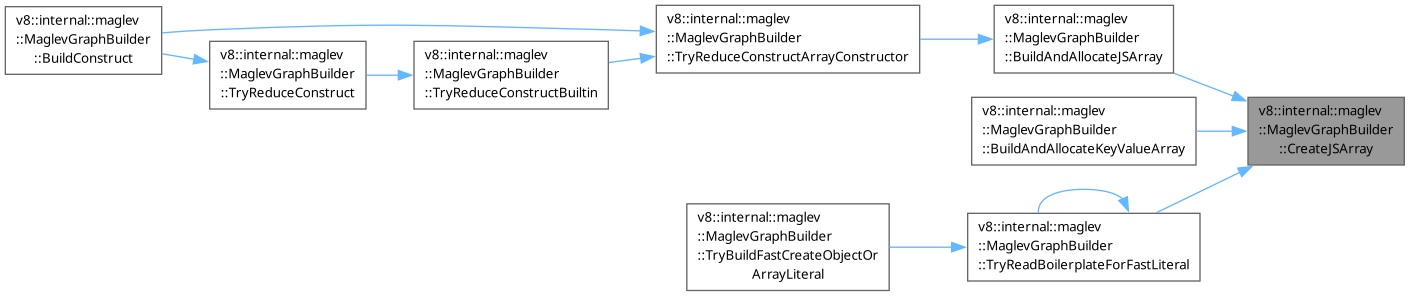 v8::internal::maglev
::MaglevGraphBuilder
::BuildConstruct
v8::internal::maglev
::MaglevGraphBuilder
::TryReduceConstruct
v8::internal::maglev
::MaglevGraphBuilder
::TryReduceConstructBuiltin
v8::internal::maglev
::MaglevGraphBuilder
::TryReduceConstructArrayConstructor
v8::internal::maglev
::MaglevGraphBuilder
::BuildAndAllocateJSArray
v8::internal::maglev
::MaglevGraphBuilder
::BuildAndAllocateKeyValueArray
v8::internal::maglev
::MaglevGraphBuilder
::CreateJSArray
v8::internal::maglev
::MaglevGraphBuilder
::TryBuildFastCreateObjectOr
ArrayLiteral
v8::internal::maglev
::MaglevGraphBuilder
::TryReadBoilerplateForFastLiteral